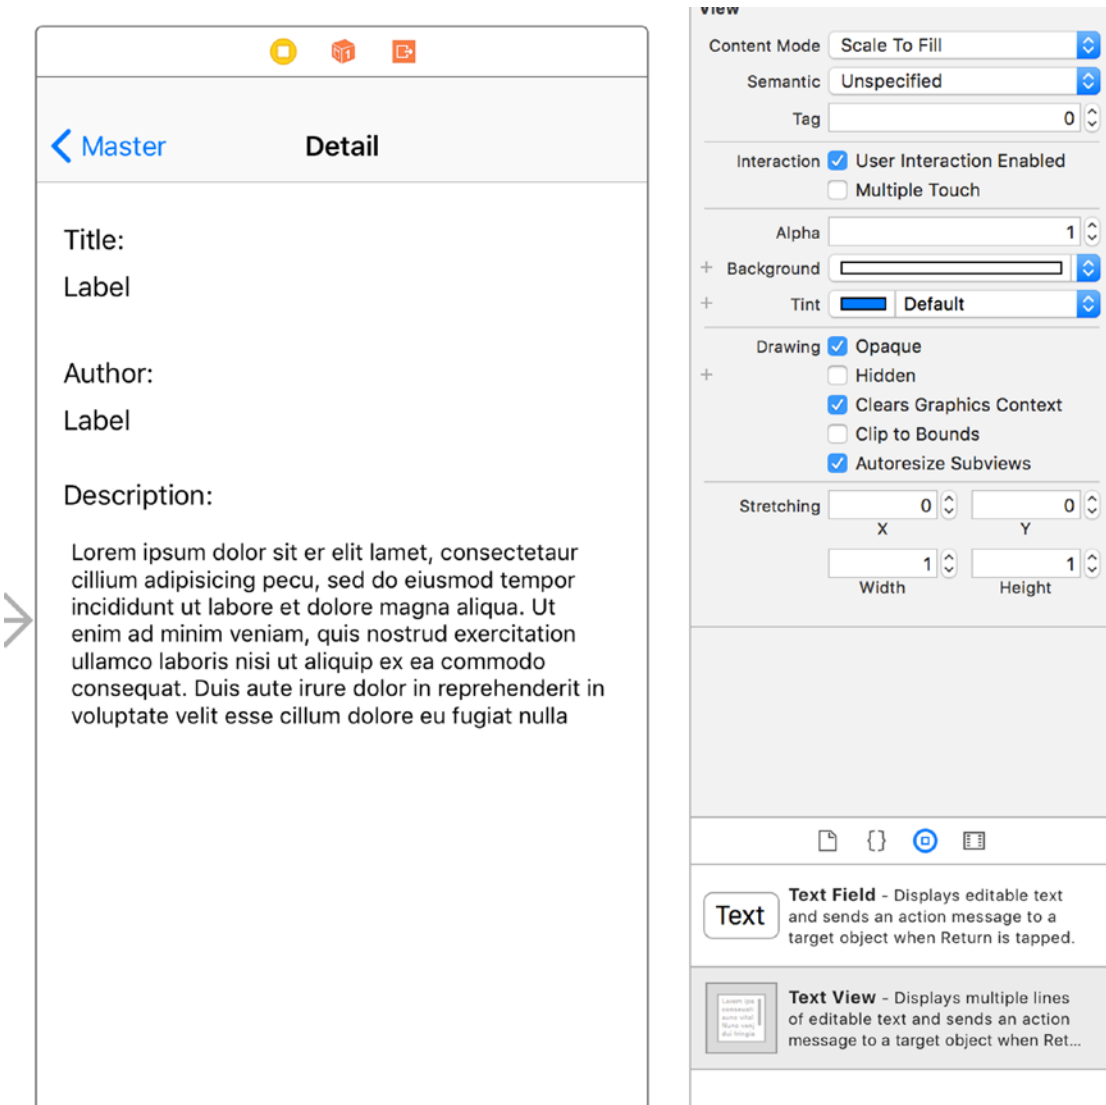 Master
Detail
Title:
Label
Author:
Label
Description:
Lorem ipsum dolor sit er elit lamet, consectetaur
cillium adipisicing pecu, sed do eiusmod tempor
incididunt ut labore et dolore magna aliqua. Ut
enim ad minim veniam, quis nostrud exercitation
ullamco laboris nisi ut aliquip ex ea commodo
consequat. Duis aute irure dolor in reprehenderit in
voluptate velit esse cillum dolore eu fugiat nulla
View
Content Mode Scale To Fill
Semantic Unspecified
Tag 0
Interaction User Interaction Enabled
Multiple Touch
Alpha 1
+ Background
+ Tint Default
Drawing Opaque
+ Hidden
Clears Graphics Context
Clip to Bounds
Autoresize Subviews
Stretching 0 0
X Y
1 1
Width Height
{}
Text
Text Field - Displays editable text
and sends an action message to a
target object when Return is tapped.
Text View - Displays multiple lines
of editable text and sends an action
message to a target object when Ret...